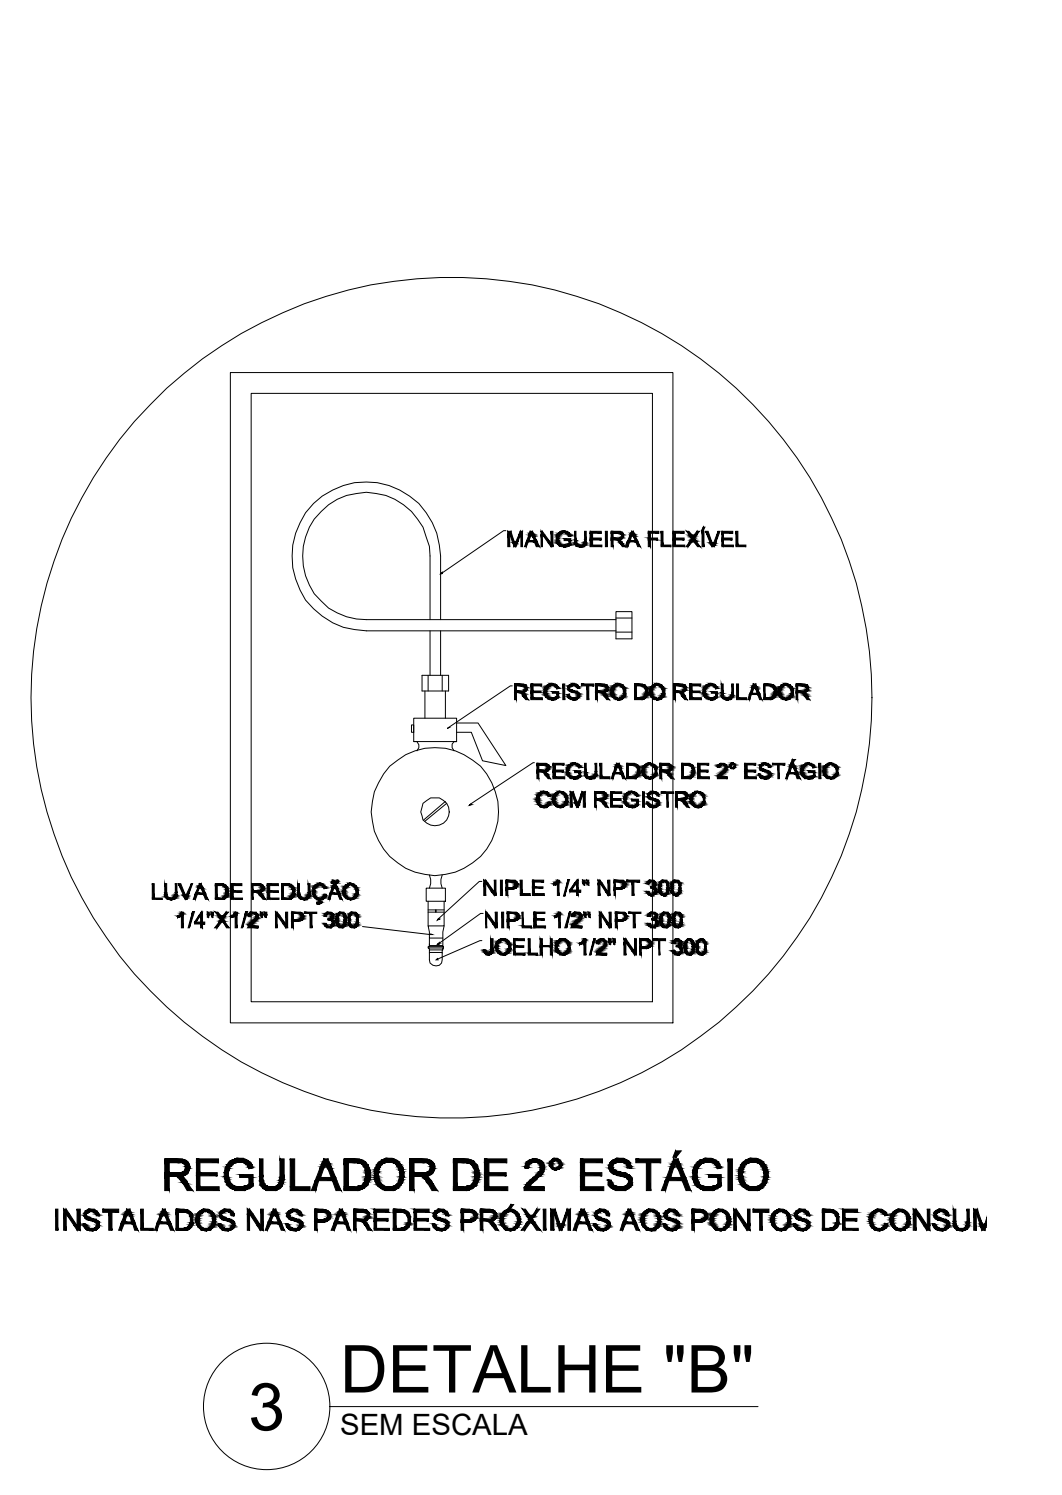 MANGUEIRA FLEXÍVEL
REGISTRO DO REGULADOR
REGULADOR DE 2° ESTÁGIO
COM REGISTRO
LUVA DE REDUÇÃO
1/4"X1/2" NPT 300
NIPLE 1/4" NPT 300
NIPLE 1/2" NPT 300
JOELHO 1/2" NPT 300
REGULADOR DE 2° ESTÁGIO
INSTALADOS NAS PAREDES PRÓXIMAS AOS PONTOS DE CONSUM
3
DETALHE "B"
SEM ESCALA